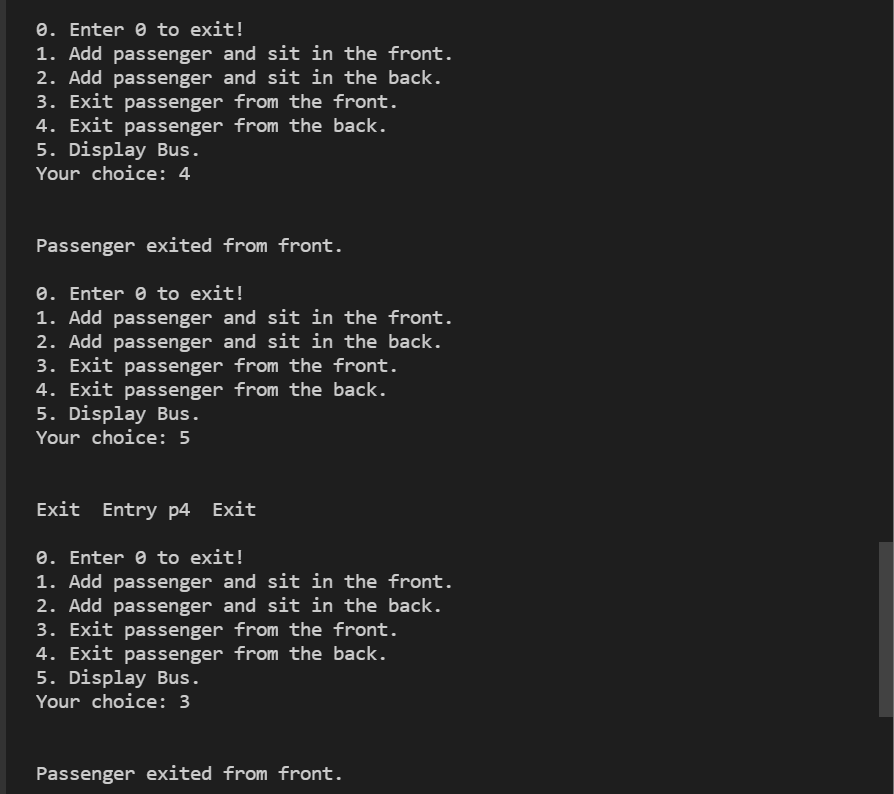 0. Enter 0 to exit!
1. Add passenger and sit in the front.
2. Add passenger and sit in the back.
3. Exit passenger from the front.
4. Exit passenger from the back.
5. Display Bus.
Your choice: 4
Passenger exited from front.
0. Enter 0 to exit!
1. Add passenger and sit in the front.
2. Add passenger and sit in the back.
3. Exit passenger from the front.
4. Exit passenger from the back.
5. Display Bus.
Your choice: 5
Exit  Entry p4  Exit
0. Enter 0 to exit!
1. Add passenger and sit in the front.
2. Add passenger and sit in the back.
3. Exit passenger from the front.
4. Exit passenger from the back.
5. Display Bus.
Your choice: 3
Passenger exited from front.